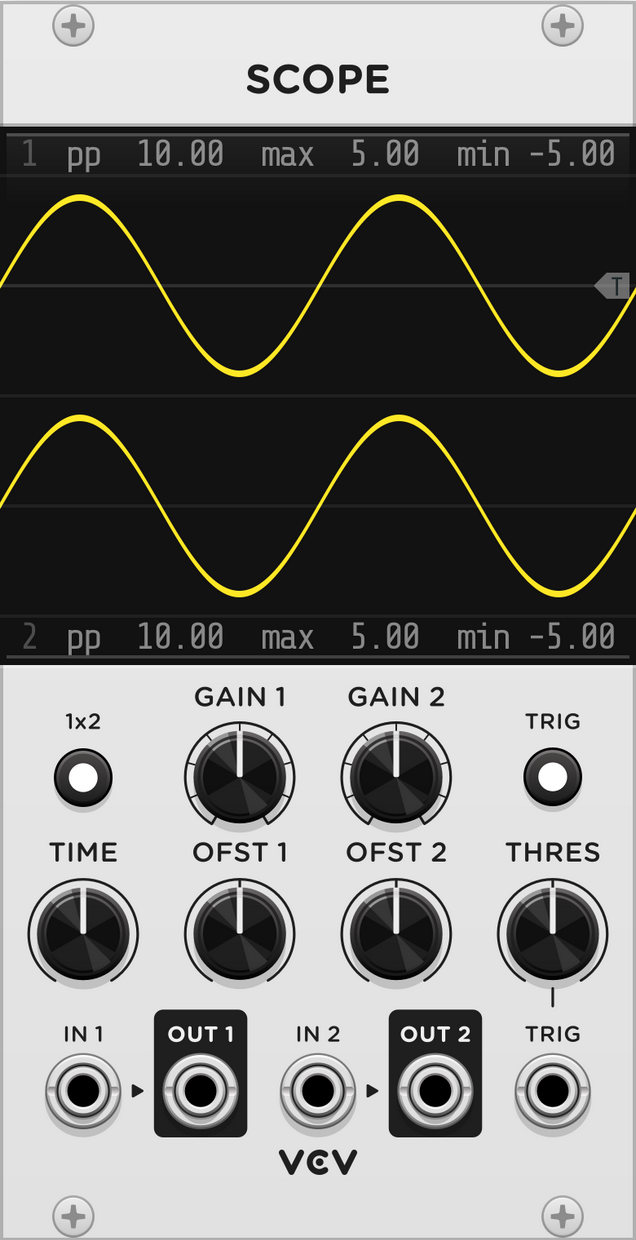 SCOPE
1 pp 10.00 max 5.00 min -5.00
T
2 pp 10.00 max 5.00 min -5.00
GAIN 1 GAIN 2
1x2 TRIG
TIME OFST 1 OFST 2 THRES
IN 1 OUT 1 IN 2 OUT 2 TRIG
VCV